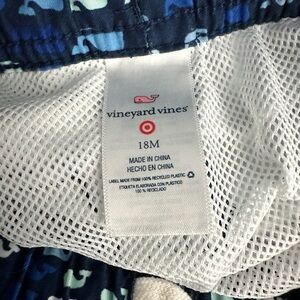 vineyard vines
18M
MADE IN CHINA
HECHO EN CHINA
LABEL MADE FROM 100% RECYCLED PLASTIC
ETIQUETA ELABORADA CON PLASTICO
100 % RECICLADO